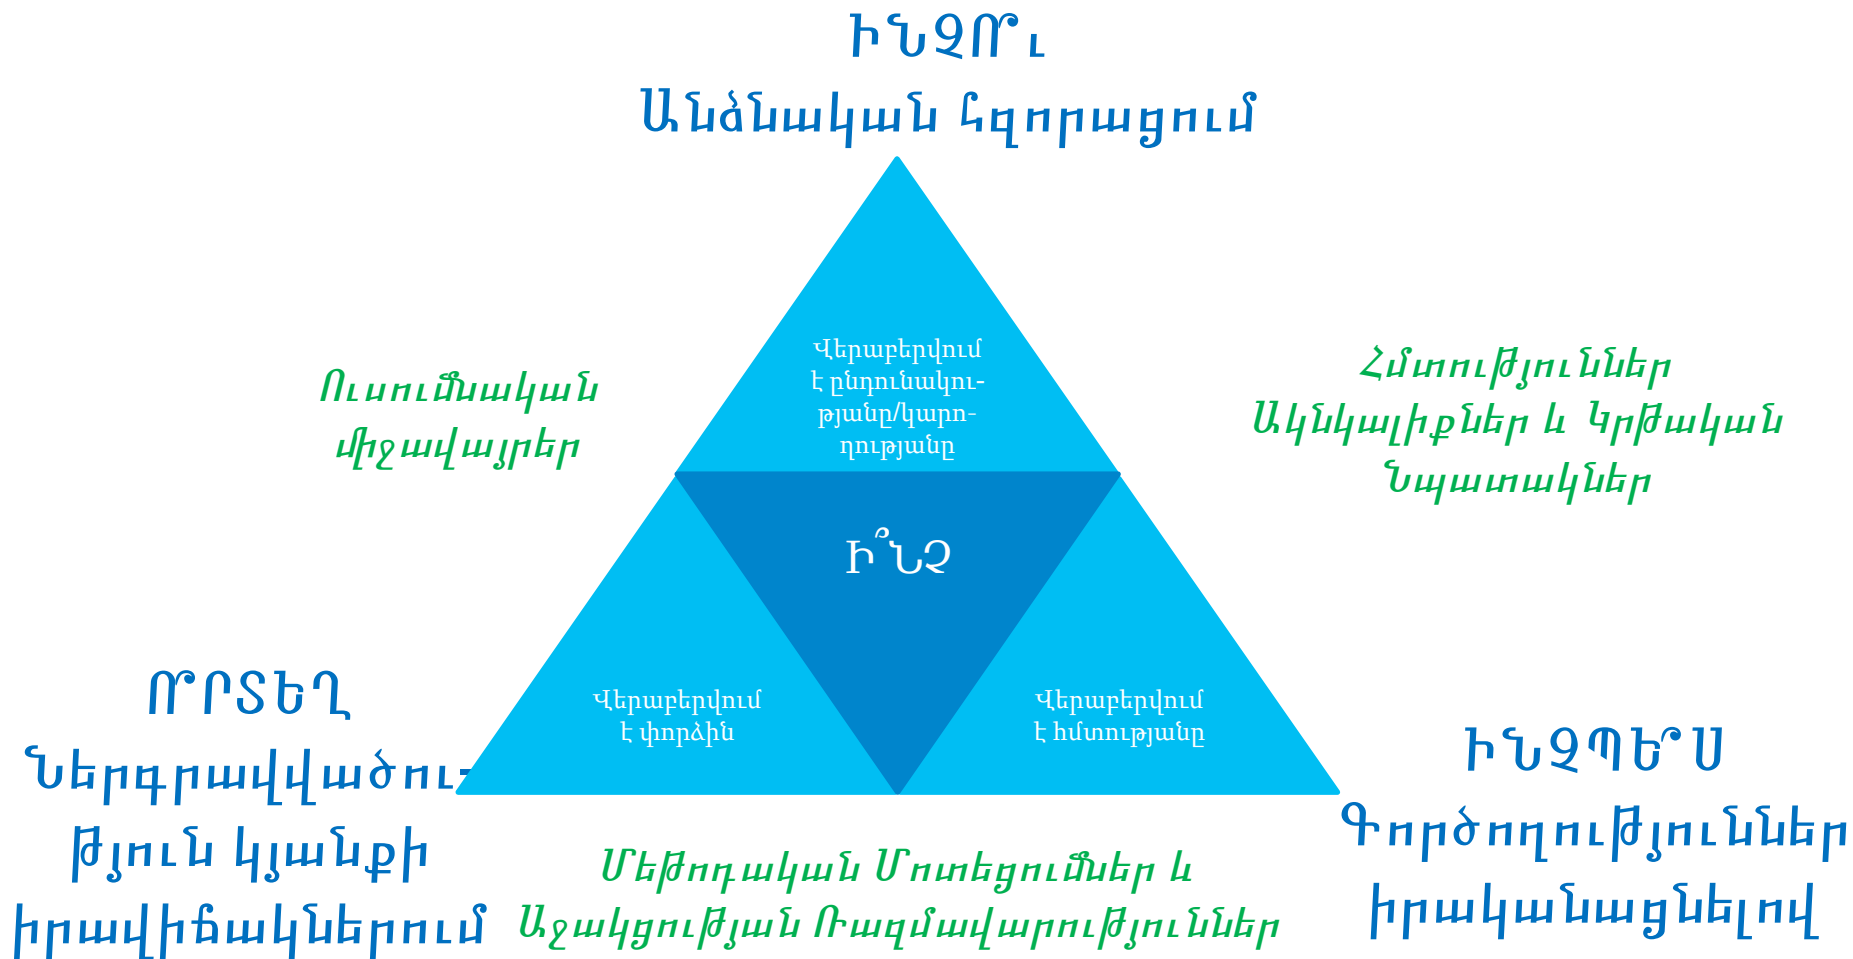 ԻՆՉՈ՞ւ
Անձնական Հզորացում
Ուսումնական
միջավայրեր
Հմտություններ
Ակնկալիքներ և Կրթական
Նպատակներ
Վերաբերվում
է ընդունակու-
թյանը/կարո-
ղությանը
Ի՞ՆՉ
Վերաբերվում
է փորձին
Վերաբերվում
է հմտությանը
Ո՞ՐՏԵՂ
Ներգրավվածու-
թյուն կյանքի
իրավիճակներում
ԻՆՉՊԵ՞Ս
Գործողություններ
իրականացնելով
Մեթոդական Մոտեցումներ և
Աջակցության Ռազմավարություններ